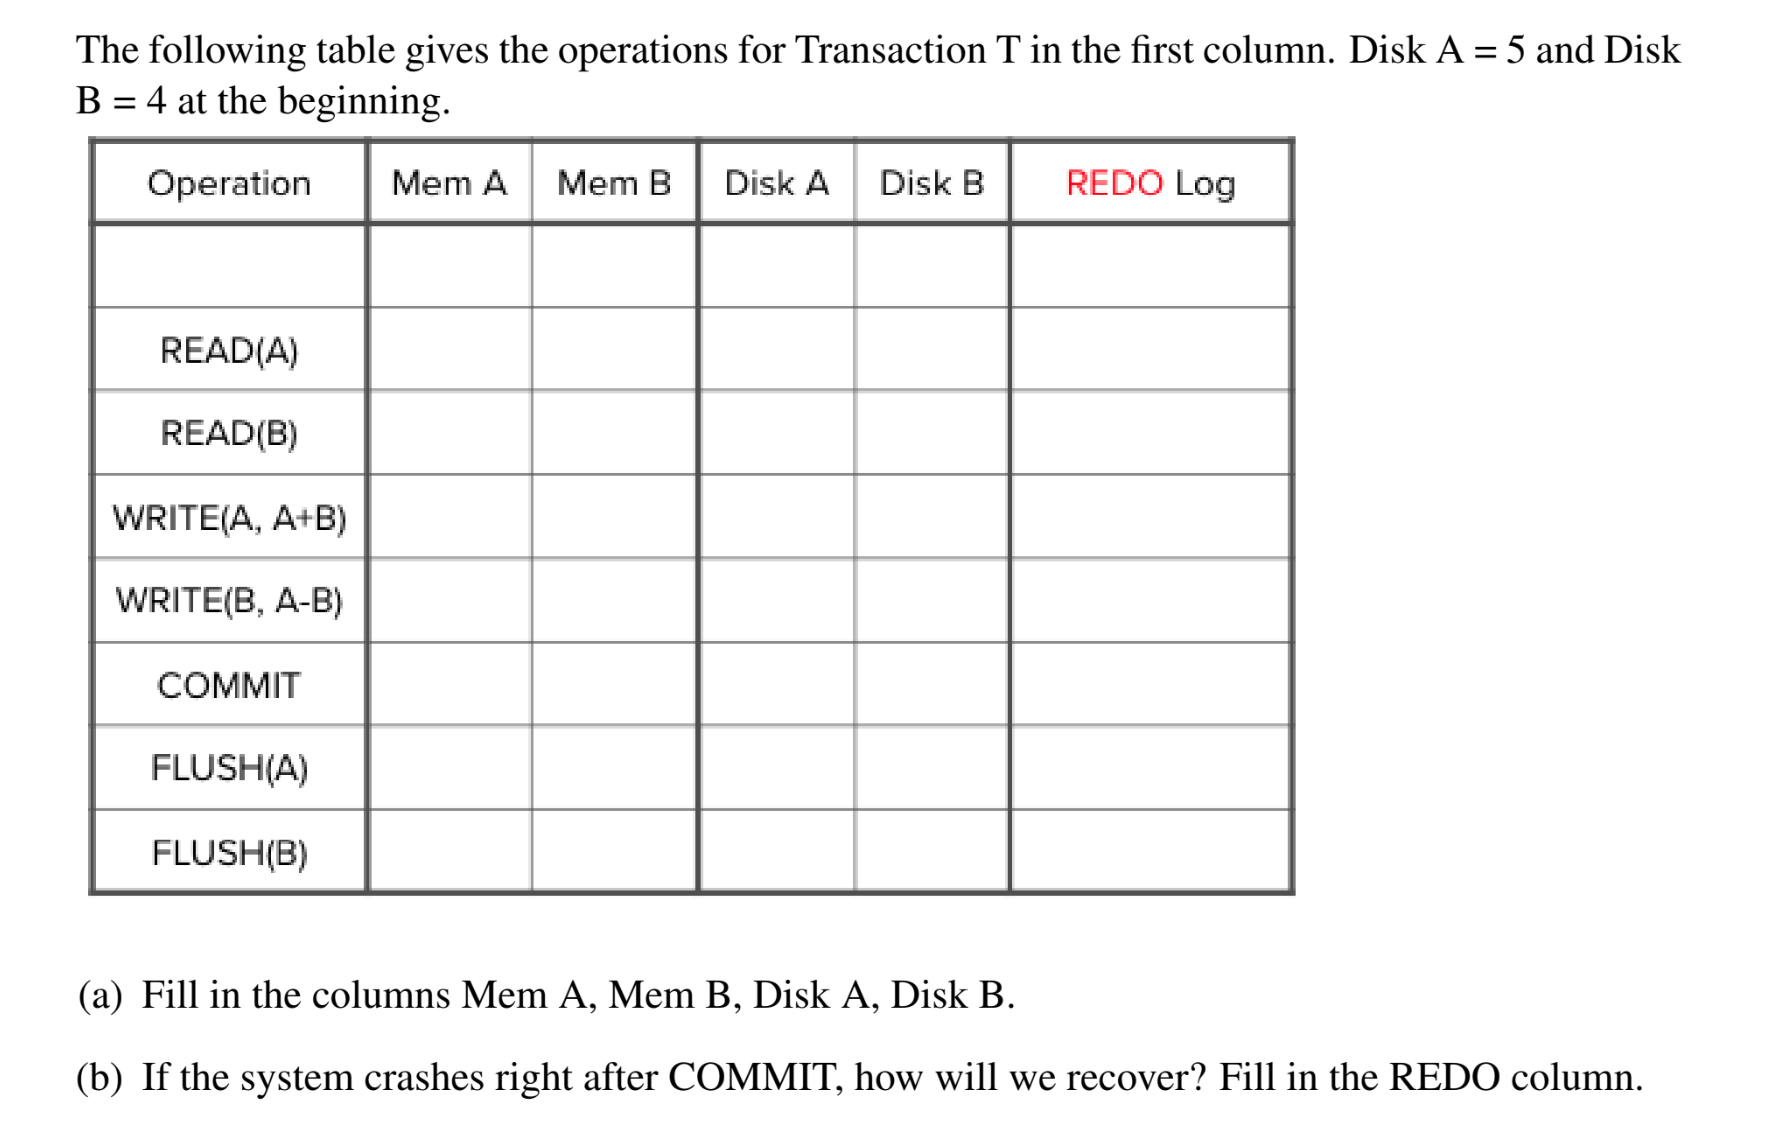 The following table gives the operations for Transaction T in the first column. Disk A = 5 and Disk
B = 4 at the beginning.
Operation Mem A Mem B Disk A Disk B REDO Log
READ(A)
READ(B)
WRITE(A, A+B)
WRITE(B, A-B)
COMMIT
FLUSH(A)
FLUSH(B)
(a) Fill in the columns Mem A, Mem B, Disk A, Disk B.
(b) If the system crashes right after COMMIT, how will we recover? Fill in the REDO column.